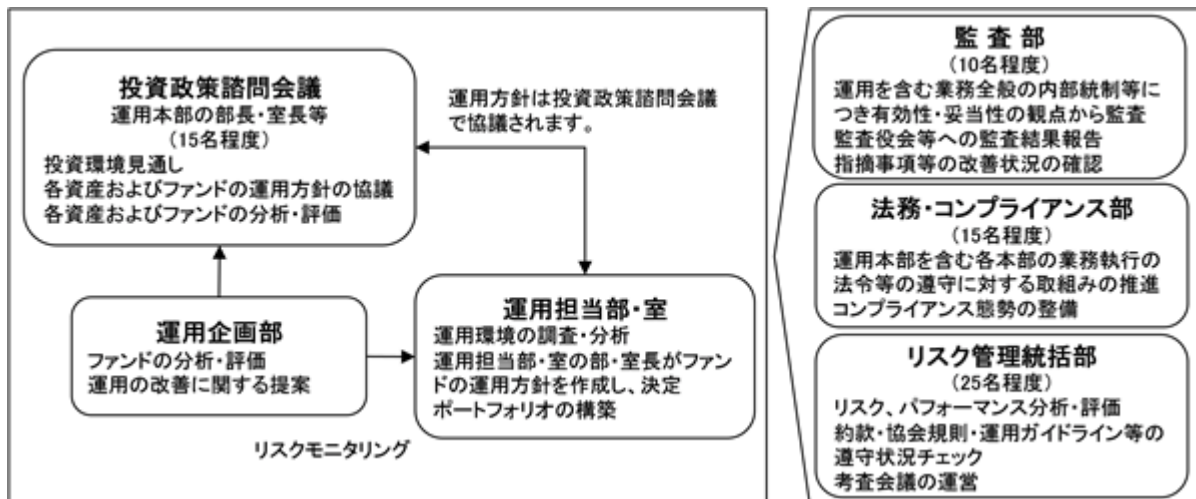 投資政策諮問会議
運用本部の部長・室長等
(15名程度)
投資環境見通し
各資産およびファンドの運用方針の協議
各資産およびファンドの分析・評価
運用方針は投資政策諮問会議
で協議されます。
運用企画部
ファンドの分析・評価
運用の改善に関する提案
運用担当部・室
運用環境の調査・分析
運用担当部・室の部・室長がファン
ドの運用方針を作成し、決定
ポートフォリオの構築
リスクモニタリング
監 査 部
(10名程度)
運用を含む業務全般の内部統制等に
つき有効性・妥当性の観点から監査
監査役会等への監査結果報告
指摘事項等の改善状況の確認
法務・コンプライアンス部
(15名程度)
運用本部を含む各本部の業務執行の
法令等の遵守に対する取組みの推進
コンプライアンス態勢の整備
リスク管理統括部
(25名程度)
リスク、パフォーマンス分析・評価
約款・協会規則・運用ガイドライン等の
遵守状況チェック
考査会議の運営